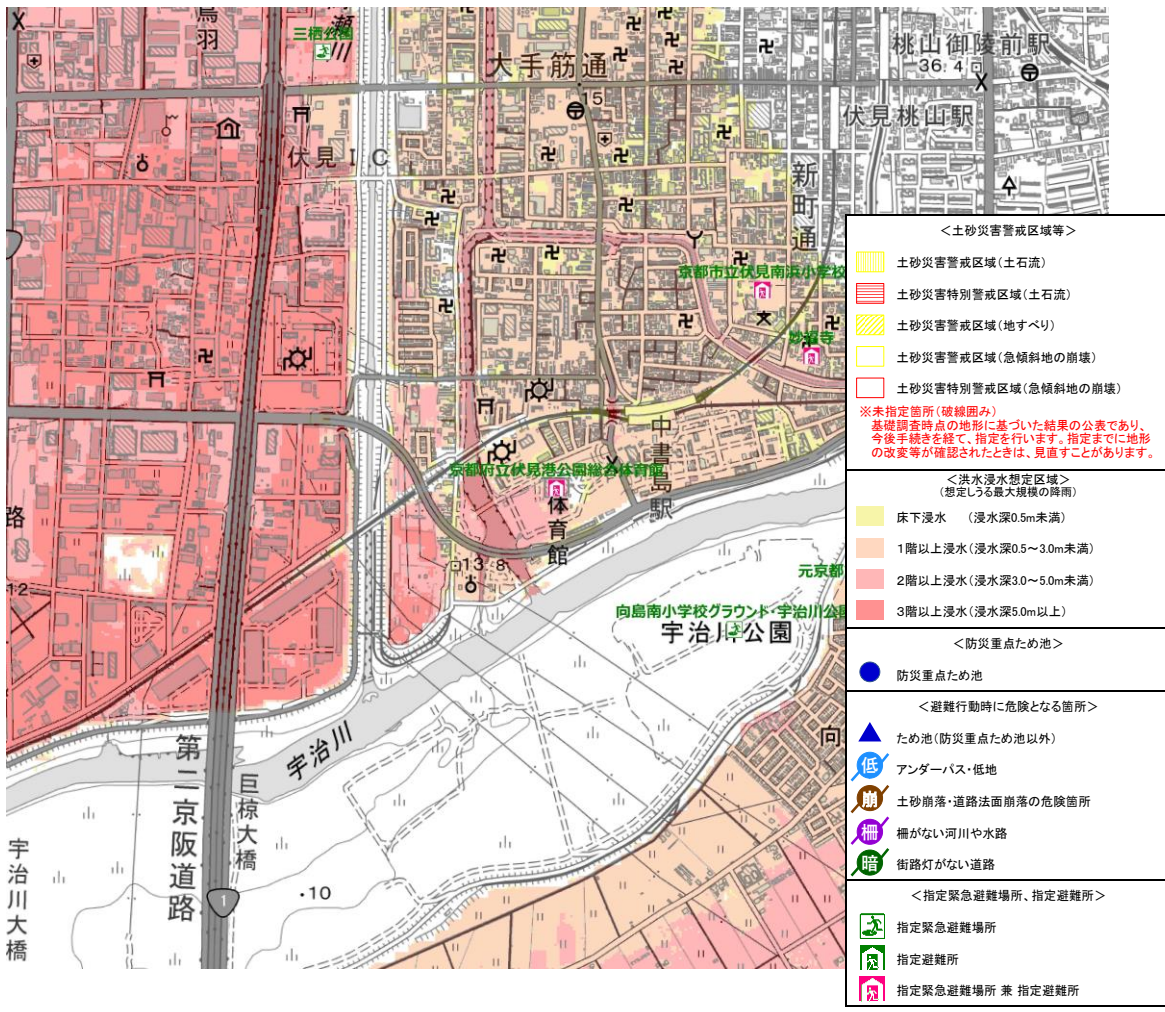 鳥羽
三栖公園
大手筋通
桃山御陵前駅
36.4
15
伏見桃山駅
伏見IC
新町通
京都市立伏見南浜小学校
妙福寺
中書島駅
京都府立伏見港公園総合体育館
体育館
路
12
13.8
元京都
向島南小学校グラウンド・宇治川公園
宇治川公園
向
宇治川
第二京阪道路
巨椋大橋
宇治川大橋
1
・10
＜土砂災害警戒区域等＞
土砂災害警戒区域(土石流)
土砂災害特別警戒区域(土石流)
土砂災害警戒区域(地すべり)
土砂災害警戒区域(急傾斜地の崩壊)
土砂災害特別警戒区域(急傾斜地の崩壊)
※未指定箇所(破線囲み)
基礎調査時点の地形に基づいた結果の公表であり、
今後手続きを経て、指定を行います。指定までに地形
の改変等が確認されたときは、見直すことがあります。
＜洪水浸水想定区域＞
(想定しうる最大規模の降雨)
床下浸水　(浸水深0.5m未満)
1階以上浸水(浸水深0.5～3.0m未満)
2階以上浸水(浸水深3.0～5.0m未満)
3階以上浸水(浸水深5.0m以上)
＜防災重点ため池＞
防災重点ため池
＜避難行動時に危険となる箇所＞
ため池(防災重点ため池以外)
低 アンダーパス・低地
崩 土砂崩落・道路法面崩落の危険箇所
柵 柵がない河川や水路
暗 街路灯がない道路
＜指定緊急避難場所、指定避難所＞
指定緊急避難場所
指定避難所
指定緊急避難場所 兼 指定避難所